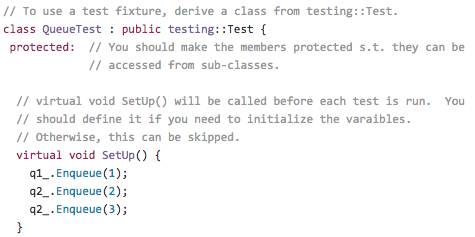 // To use a test fixture, derive a class from testing::Test.
class QueueTest : public testing::Test {
 protected:  // You should make the members protected s.t. they can be
             // accessed from sub-classes.

  // virtual void SetUp() will be called before each test is run.  You
  // should define it if you need to initialize the varaibles.
  // Otherwise, this can be skipped.
  virtual void SetUp() {
    q1_.Enqueue(1);
    q2_.Enqueue(2);
    q2_.Enqueue(3);
  }